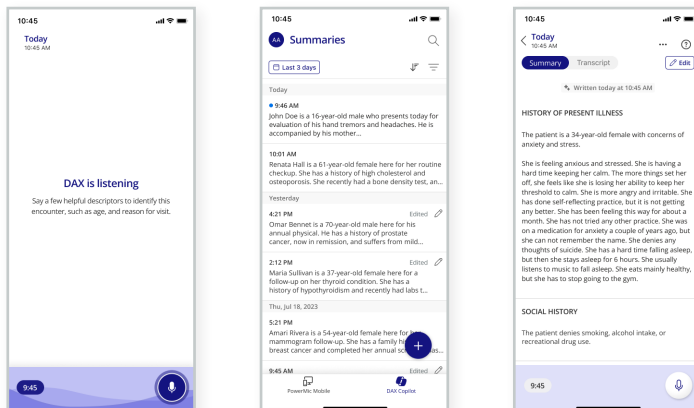 10:45
Today
10:45 AM
DAX is listening
Say a few helpful descriptors to identify this
encounter, such as age, and reason for visit.
9:45
10:45
AA Summaries
Last 3 days
Today
9:46 AM
John Doe is a 16-year-old male who presents today for
evaluation of his hand tremors and headaches. He is
accompanied by his mother...
10:01 AM
Renata Hall is a 61-year-old female here for her routine
checkup. She has a history of high cholesterol and
osteoporosis. She recently had a bone density test, an...
Yesterday
4:21 PM Edited
Omar Bennet is a 70-year-old male here for his
annual physical. He has a history of prostate
cancer, now in remission, and suffers from mild...
2:12 PM Edited
Maria Sullivan is a 37-year-old female here for a
follow-up on her thyroid condition. She has a
history of hypothyroidism and recently had labs t...
Thu, Jul 18, 2023
5:21 PM
Amari Rivera is a 54-year-old female here for
mammogram follow-up. She has a family
breast cancer and completed her annual
9:45 AM Edited
PowerMic Mobile
DAX Copilot
10:45
Today
10:45 AM
Summary
Transcript
Edit
Written today at 10:45 AM
HISTORY OF PRESENT ILLNESS
The patient is a 34-year-old female with concerns of
anxiety and stress.
She is feeling anxious and stressed. She is having a
hard time keeping her calm. The more things set her
off, she feels like she is losing her ability to keep her
threshold to calm. She is more angry and irritable. She
has done self-reflecting practice, but it is not getting
any better. She has been feeling this way for about a
month. She has not tried any other practice. She was
on a medication for anxiety a couple of years ago, but
she can not remember the name. She denies any
thoughts of suicide. She has a hard time falling asleep,
but then she stays asleep for 6 hours. She usually
listens to music to fall asleep. She eats mainly healthy,
but she has to stop going to the gym.
SOCIAL HISTORY
The patient denies smoking, alcohol intake, or
recreational drug use.
9:45